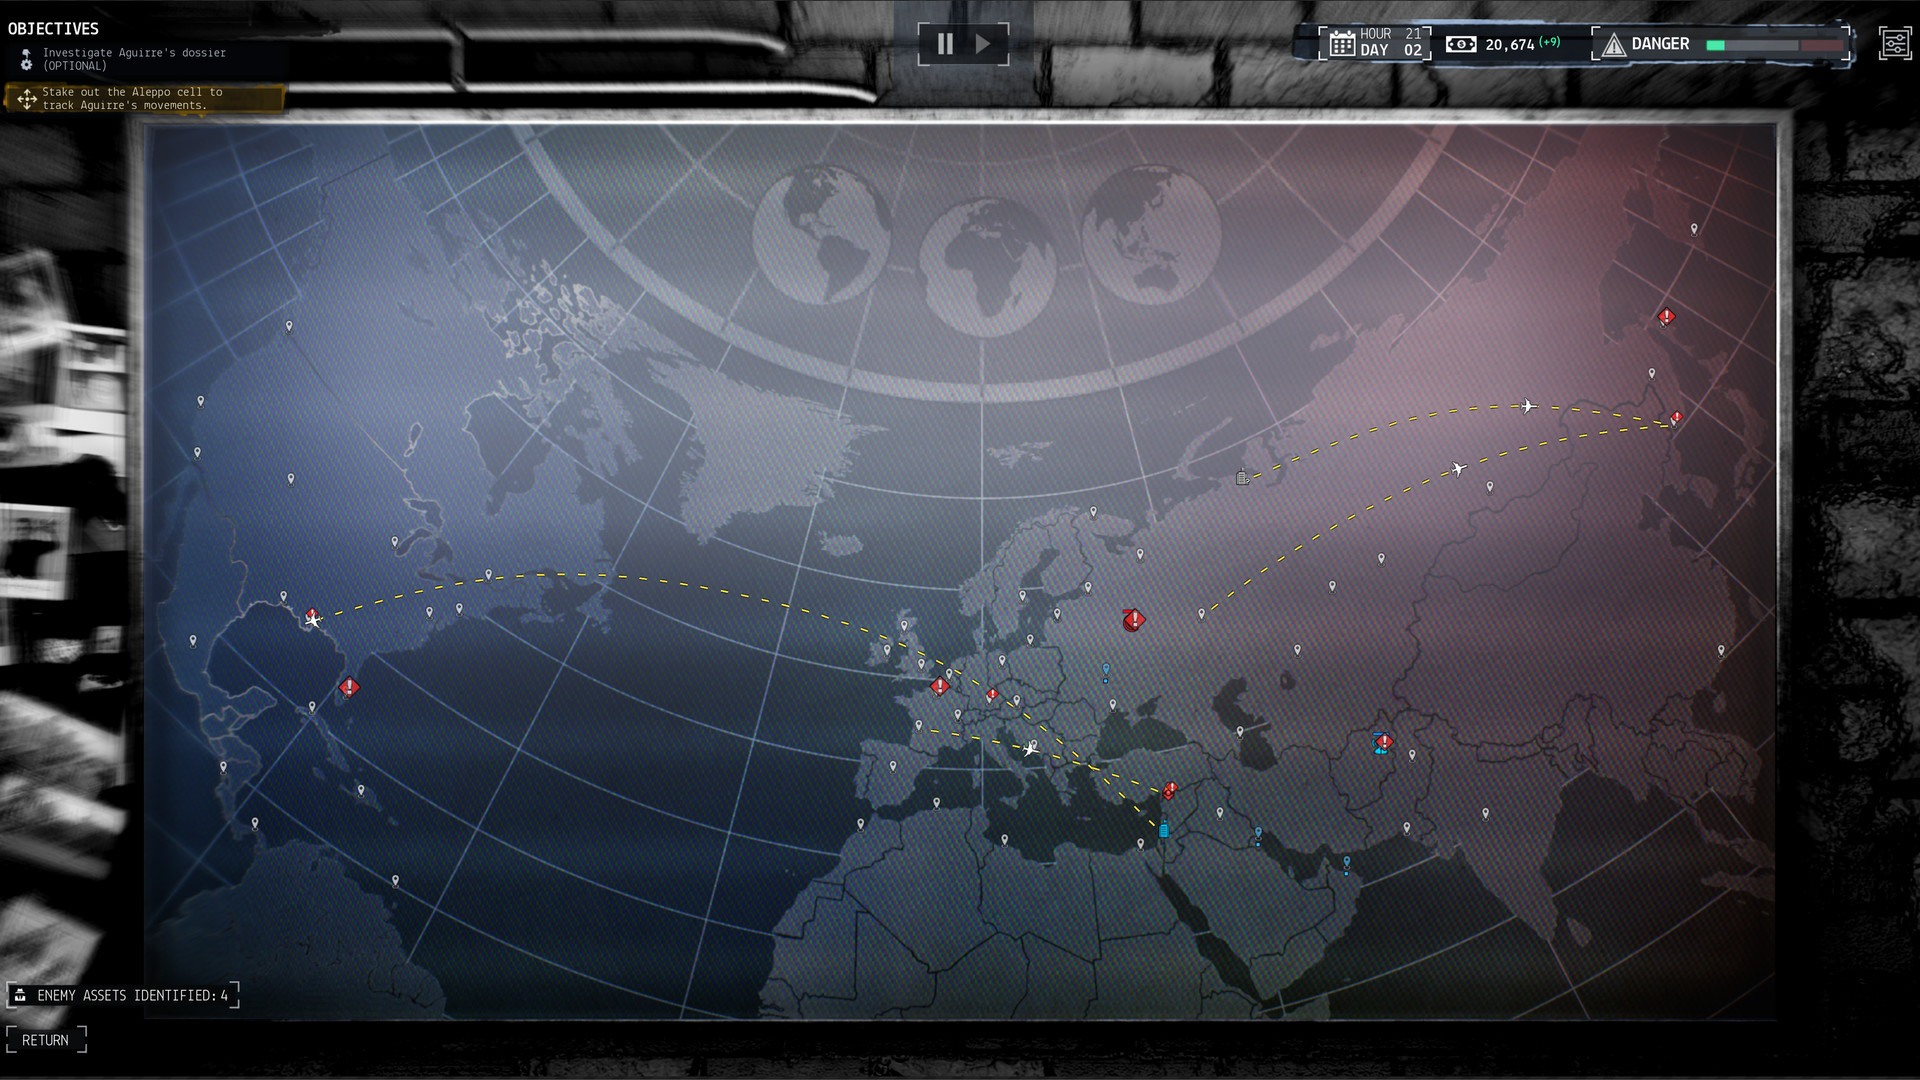 OBJECTIVES
Investigate Aguirre's dossier
(OPTIONAL)
Stake out the Aleppo cell to
track Aguirre's movements.
HOUR 21
DAY 02
20,674 (+9)
DANGER
ENEMY ASSETS IDENTIFIED: 4
RETURN